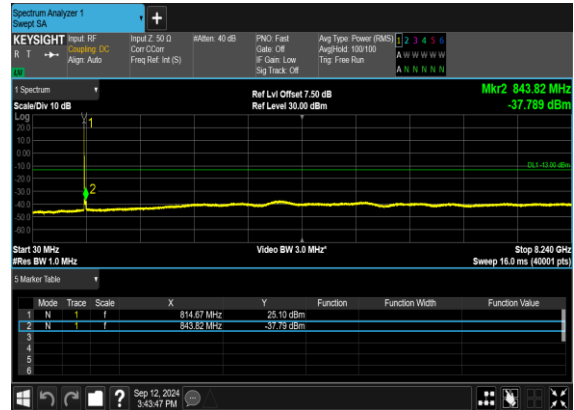 Spectrum Analyzer 1
Swept SA
+
KEYSIGHT
R T
LW
Input: RF
Coupling: DC
Align: Auto
Input Z: 50 Ω
Corr CCorr
Freq Ref: Int (S)
#Atten: 40 dB
PNO: Fast
Gate: Off
IF Gain: Low
Sig Track: Off
Avg Type: Power (RMS)
Avg|Hold: 100/100
Trig: Free Run
1 2 3 4 5 6
A W W W W W
A N N N N N
1 Spectrum
Scale/Div 10 dB
Ref Lvl Offset 7.50 dB
Ref Level 30.00 dBm
Mkr2 843.82 MHz
-37.789 dBm
Log
1
20.0
10.0
0.00
-10.0
DL1 -13.00 dBm
-20.0
-30.0
2
-40.0
-50.0
-60.0
Start 30 MHz
#Res BW 1.0 MHz
Video BW 3.0 MHz*
Stop 8.240 GHz
Sweep 16.0 ms (40001 pts)
5 Marker Table
Mode Trace Scale X Y Function Function Width Function Value
1 N 1 f 814.67 MHz 25.10 dBm
2 N 1 f 843.82 MHz -37.79 dBm
3
4
5
6
?
Sep 12, 2024
3:43:47 PM